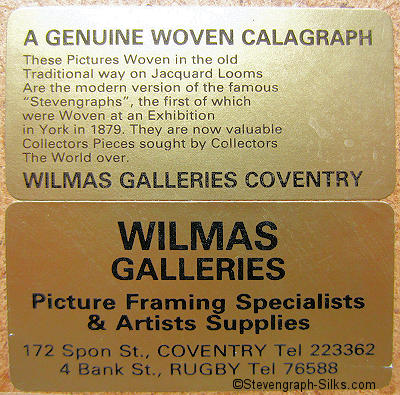 A GENUINE WOVEN CALAGRAPH
These Pictures Woven in the old
Traditional way on Jacquard Looms
Are the modern version of the famous
"Stevengraphs", the first of which
were Woven at an Exhibition
in York in 1879. They are now valuable
Collectors Pieces sought by Collectors
The World over.
WILMAS GALLERIES COVENTRY
WILMAS
GALLERIES
Picture Framing Specialists
& Artists Supplies
172 Spon St., COVENTRY Tel 223362
4 Bank St., RUGBY Tel 76588
©Stevengraph-Silks.com